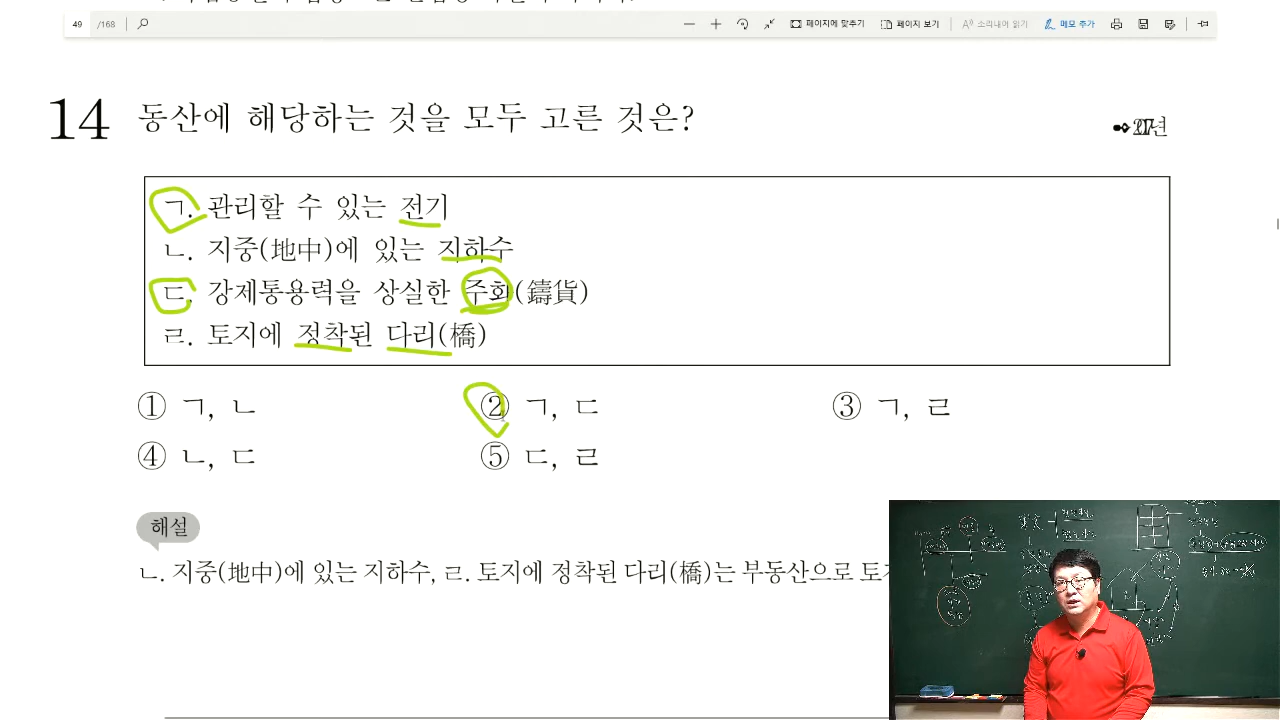 49 /168 페이지에 맞추기 페이지 보기 소리내어 읽기 메모 추가
14 동산에 해당하는 것을 모두 고른 것은?
ㄱ. 관리할 수 있는 전기
ㄴ. 지중(地中)에 있는 지하수
ㄷ. 강제통용력을 상실한 주화(鑄貨)
ㄹ. 토지에 정착된 다리(橋)
① ㄱ, ㄴ ② ㄱ, ㄷ ③ ㄱ, ㄹ
④ ㄴ, ㄷ ⑤ ㄷ, ㄹ
해설
ㄴ. 지중(地中)에 있는 지하수, ㄹ. 토지에 정착된 다리(橋)는 부동산으로